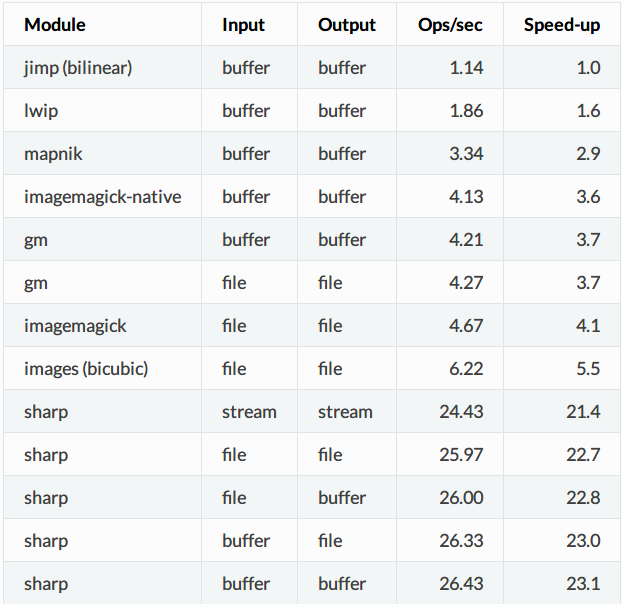 Module Input Output Ops/sec Speed-up
jimp (bilinear) buffer buffer 1.14 1.0
lwip buffer buffer 1.86 1.6
mapnik buffer buffer 3.34 2.9
imagemagick-native buffer buffer 4.13 3.6
gm buffer buffer 4.21 3.7
gm file file 4.27 3.7
imagemagick file file 4.67 4.1
images (bicubic) file file 6.22 5.5
sharp stream stream 24.43 21.4
sharp file file 25.97 22.7
sharp file buffer 26.00 22.8
sharp buffer file 26.33 23.0
sharp buffer buffer 26.43 23.1